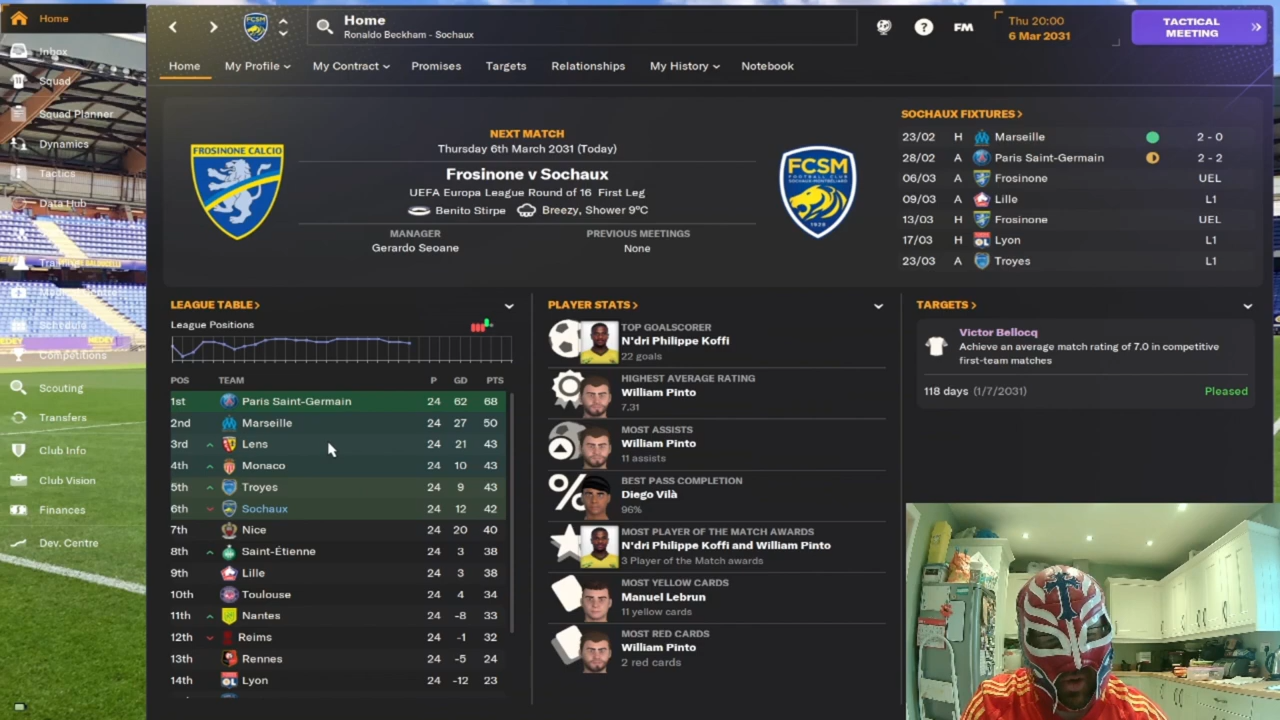 Home
Inbox
Squad
Squad Planner
Dynamics
Tactics
Data Hub
Schedule
Competitions
Scouting
Transfers
Club Info
Club Vision
Finances
Dev. Centre
Home
Ronaldo Beckham - Sochaux
FM
Thu 20:00
6 Mar 2031
TACTICAL
MEETING
Home My Profile My Contract Promises Targets Relationships My History Notebook
FROSINONE CALCIO
NEXT MATCH
Thursday 6th March 2031 (Today)
Frosinone v Sochaux
UEFA Europa League Round of 16 First Leg
Benito Stirpe Breezy, Shower 9ºC
MANAGER
Gerardo Seoane
PREVIOUS MEETINGS
None
FCSM
1928
SOCHAUX FIXTURES
23/02 H Marseille 2 - 0
28/02 A Paris Saint-Germain 2 - 2
06/03 A Frosinone UEL
09/03 A Lille L1
13/03 H Frosinone UEL
17/03 H Lyon L1
23/03 A Troyes L1
LEAGUE TABLE
League Positions
POS TEAM P GD PTS
1st Paris Saint-Germain 24 62 68
2nd Marseille 24 27 50
3rd Lens 24 21 43
4th Monaco 24 10 43
5th Troyes 24 9 43
6th Sochaux 24 12 42
7th Nice 24 20 40
8th Saint-Étienne 24 3 38
9th Lille 24 3 38
10th Toulouse 24 4 34
11th Nantes 24 -8 33
12th Reims 24 -1 32
13th Rennes 24 -5 24
14th Lyon 24 -12 23
PLAYER STATS
TOP GOALSCORER
N'dri Philippe Koffi
22 goals
HIGHEST AVERAGE RATING
William Pinto
7.31
MOST ASSISTS
William Pinto
11 assists
BEST PASS COMPLETION
Diego Vilà
96%
MOST PLAYER OF THE MATCH AWARDS
N'dri Philippe Koffi and William Pinto
3 Player of the Match awards
MOST YELLOW CARDS
Manuel Lebrun
11 yellow cards
MOST RED CARDS
William Pinto
2 red cards
TARGETS
Victor Bellocq
Achieve an average match rating of 7.0 in competitive
first-team matches
118 days (1/7/2031) Pleased